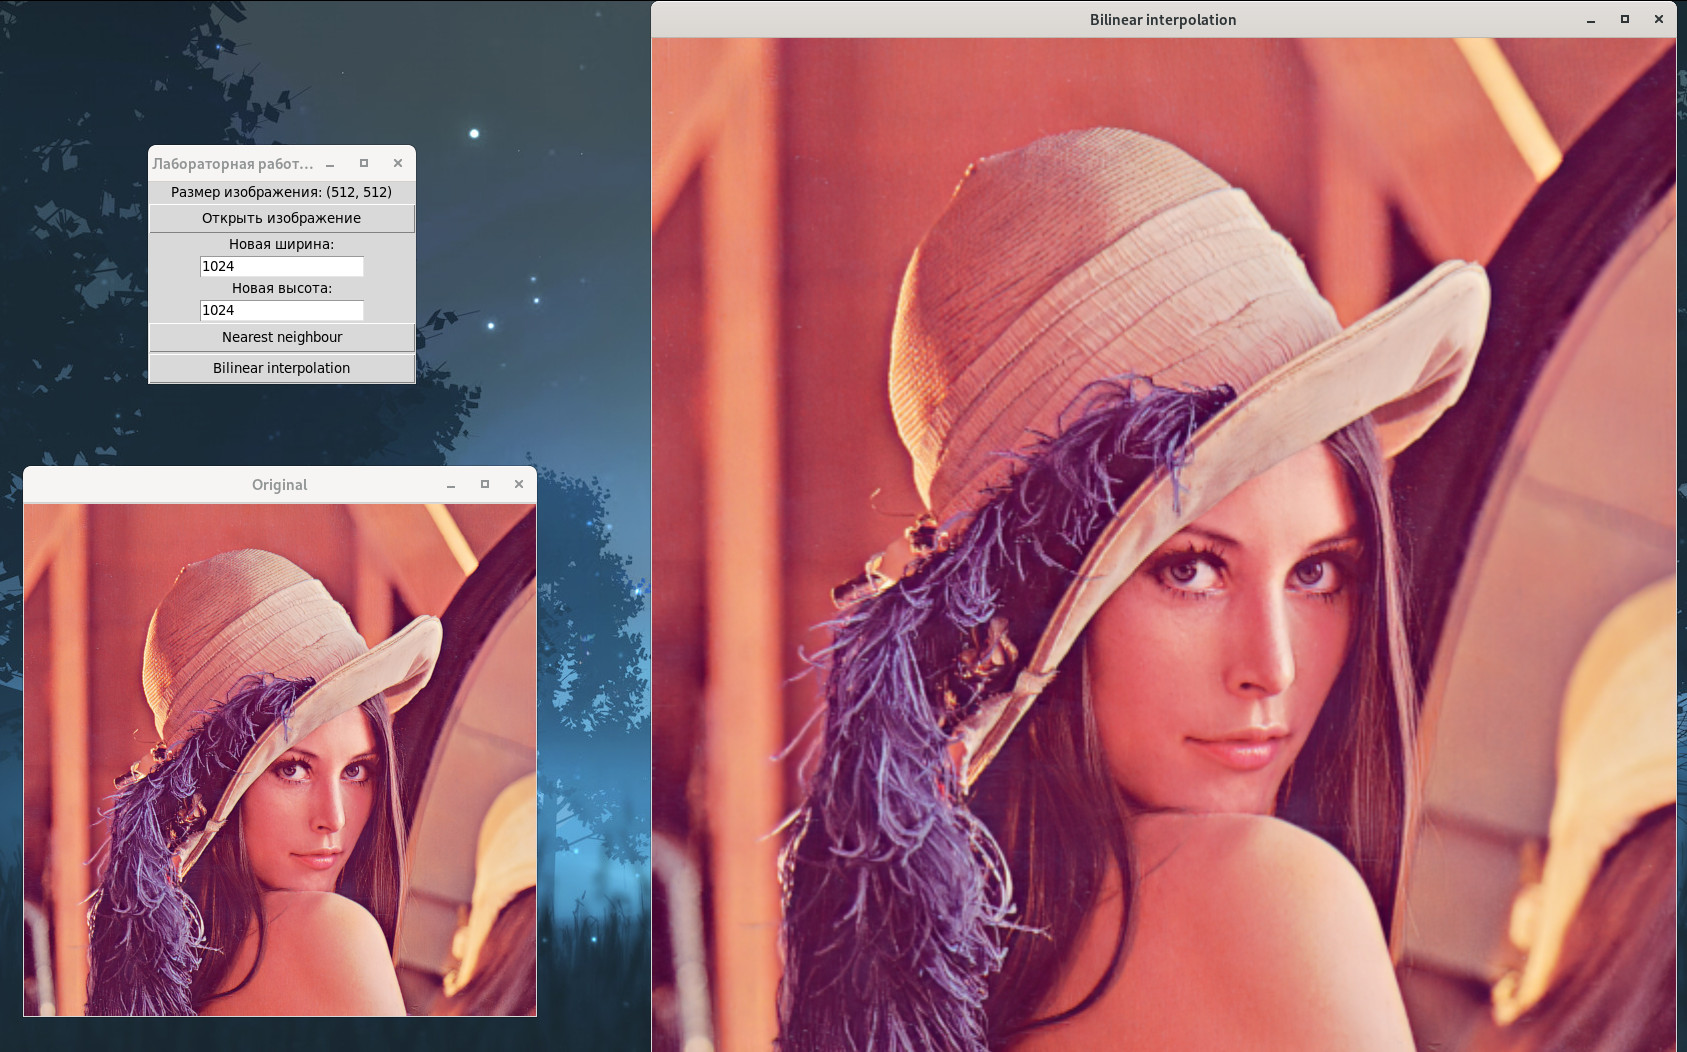 Bilinear interpolation
Лабораторная работ...
Размер изображения: (512, 512)
Открыть изображение
Новая ширина:
1024
Новая высота:
1024
Nearest neighbour
Bilinear interpolation
Original